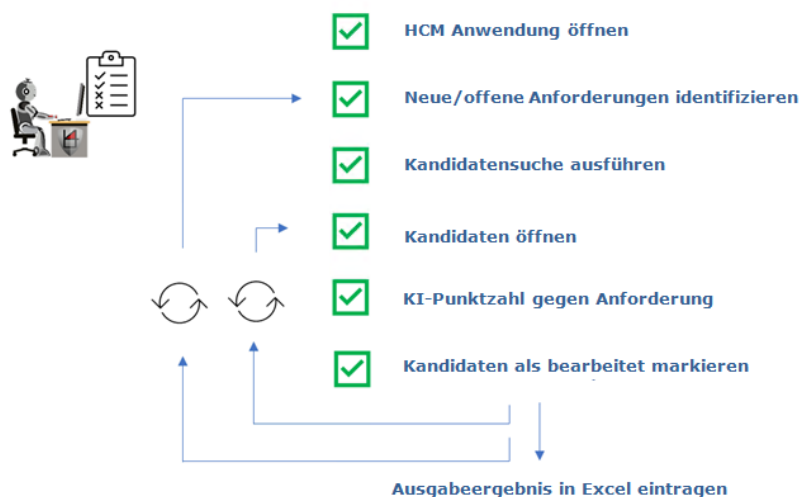 HCM Anwendung öffnen
Neue/offene Anforderungen identifizieren
Kandidatensuche ausführen
Kandidaten öffnen
KI-Punktzahl gegen Anforderung
Kandidaten als bearbeitet markieren
Ausgabeergebnis in Excel eintragen